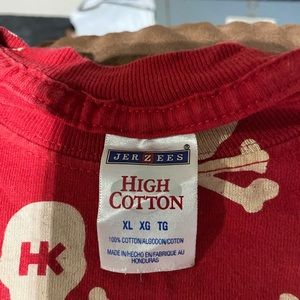 JERZEES
HIGH
COTTON
XL XG TG
100% COTTON/ALGODON/COTON
MADE IN/HECHO EN/FABRIQUE AU
HONDURAS
HK